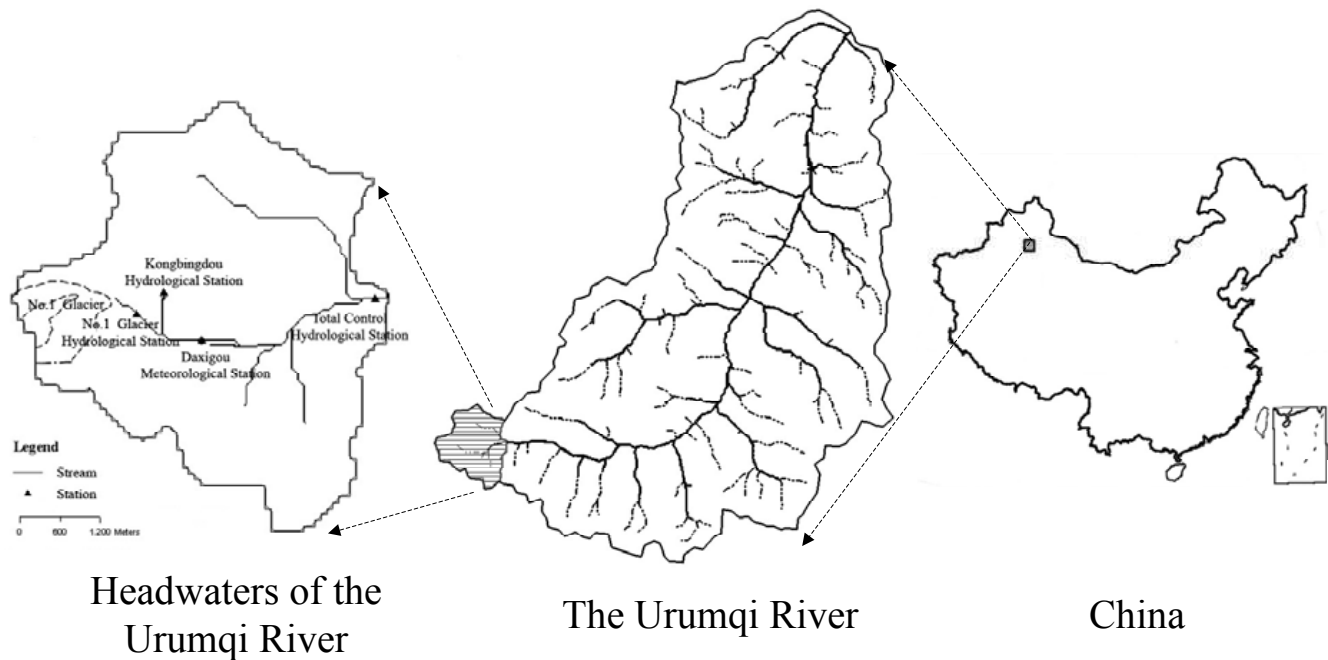 Kongbingdou
Hydrological Station
No.1 Glacier
No.1 Glacier
Hydrological Station
Daxigou
Meteorological Station
Total Control
Hydrological Station
Legend
Stream
Station
0 600 1.200 Meters
Headwaters of the
Urumqi River
The Urumqi River
China